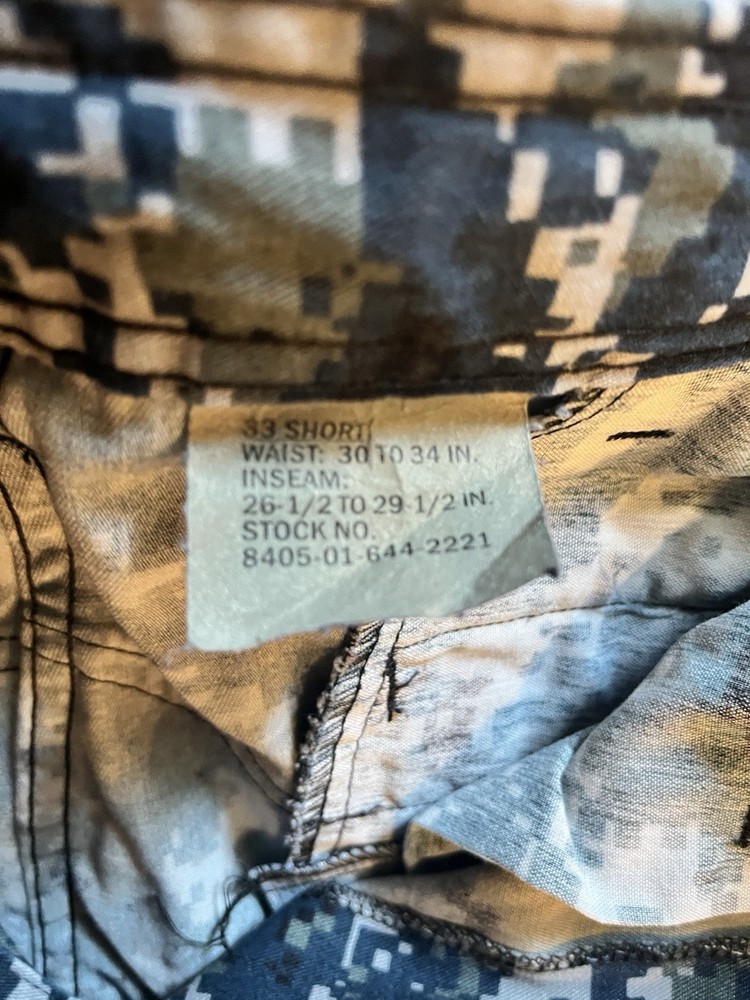 33 SHORT
WAIST: 30 TO 34 IN.
INSEAM:
26-1/2 TO 29-1/2 IN.
STOCK NO.
8405-01-644-2221